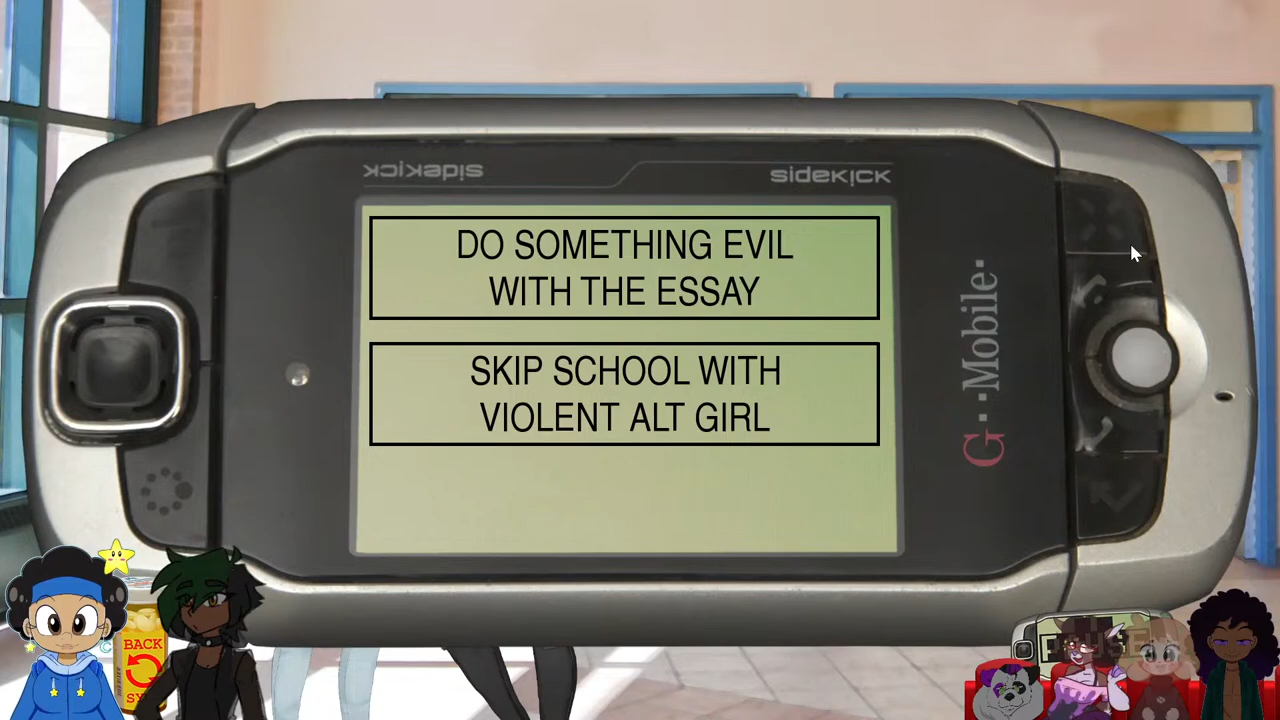 sidekick
sidekick
DO SOMETHING EVIL
WITH THE ESSAY
SKIP SCHOOL WITH
VIOLENT ALT GIRL
G··Mobile·
BACK